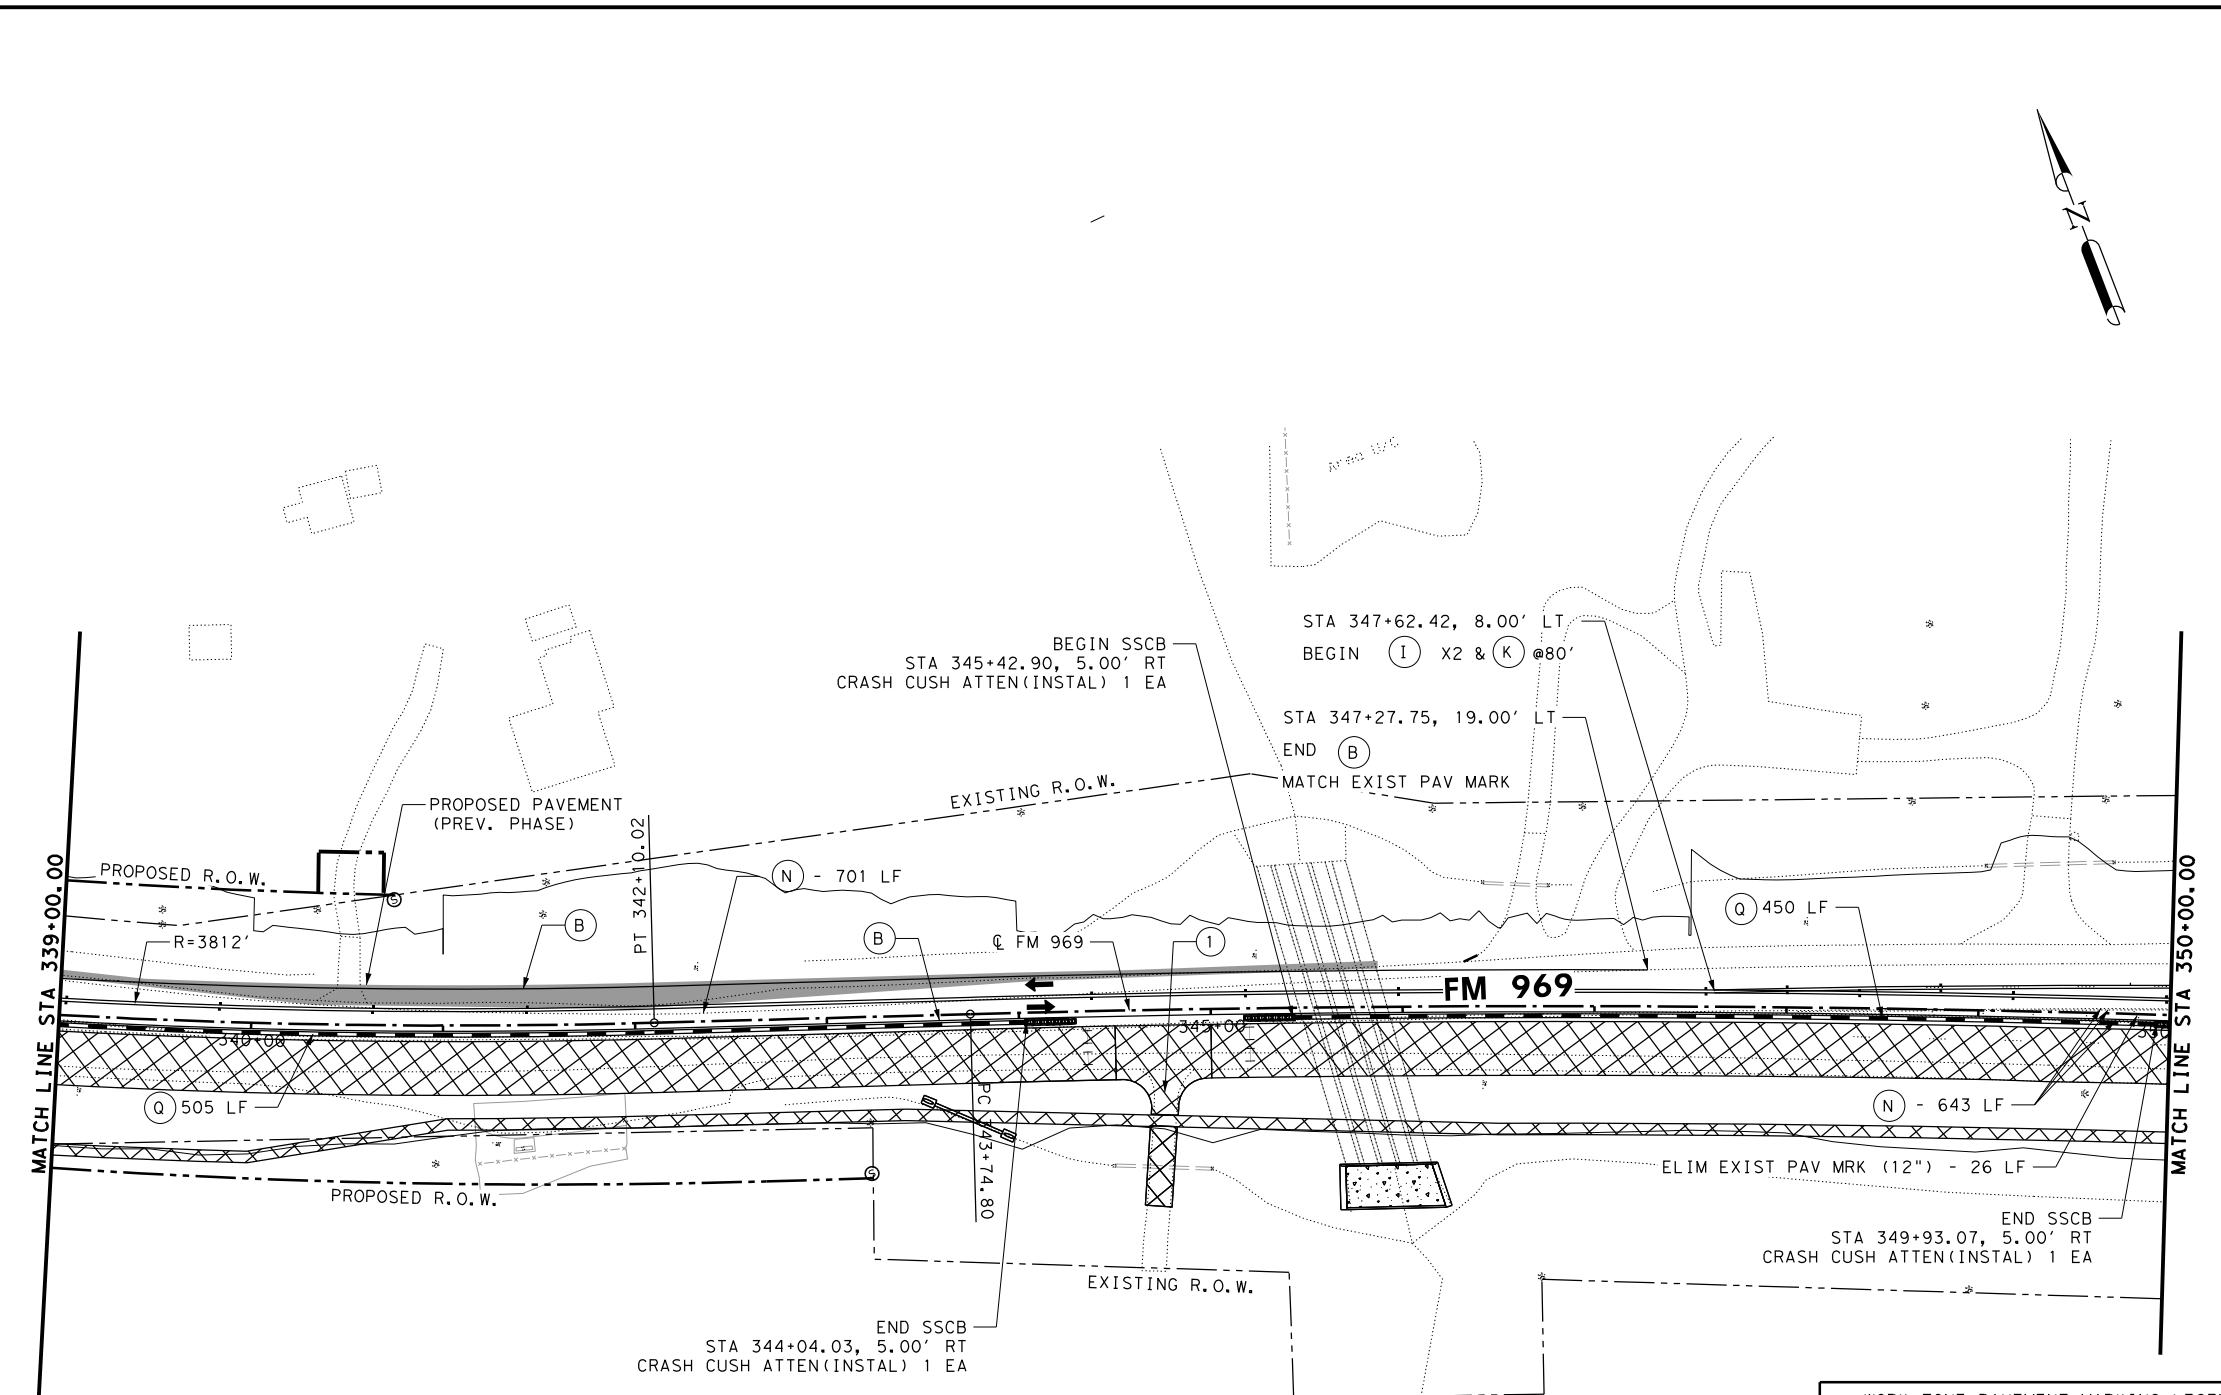 N
Area U/C
STA 347+62.42, 8.00' LT
BEGIN I X2 & K @80'
BEGIN SSCB
STA 345+42.90, 5.00' RT
CRASH CUSH ATTEN(INSTAL) 1 EA
STA 347+27.75, 19.00' LT
END B
MATCH EXIST PAV MARK
EXISTING R.O.W.
PROPOSED PAVEMENT
(PREV. PHASE)
PROPOSED R.O.W.
S
PT 342+10.02
N - 701 LF
Q 450 LF
B
B
℄ FM 969
1
R=3812'
MATCH LINE STA 339+00.00
MATCH LINE STA 350+00.00
FM 969
340+00
345+00
Q 505 LF
N - 643 LF
PC 343+74.80
S
ELIM EXIST PAV MRK (12") - 26 LF
PROPOSED R.O.W.
END SSCB
STA 349+93.07, 5.00' RT
CRASH CUSH ATTEN(INSTAL) 1 EA
EXISTING R.O.W.
END SSCB
STA 344+04.03, 5.00' RT
CRASH CUSH ATTEN(INSTAL) 1 EA